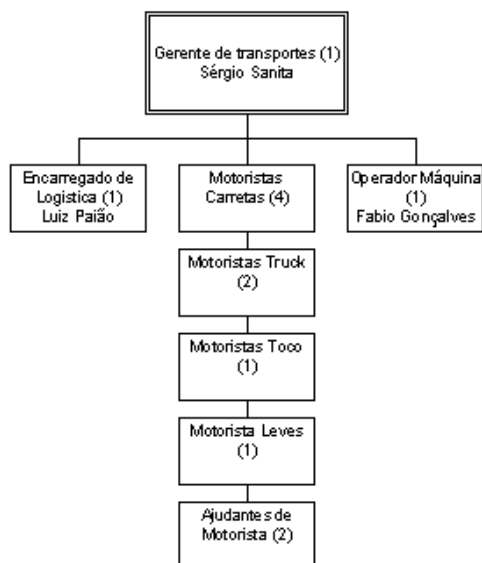 Gerente de transportes (1)
Sérgio Sanita
Encarregado de
Logistica (1)
Luiz Paião
Motoristas
Carretas (4)
Operador Máquina
(1)
Fabio Gonçalves
Motoristas Truck
(2)
Motoristas Toco
(1)
Motorista Leves
(1)
Ajudantes de
Motorista (2)